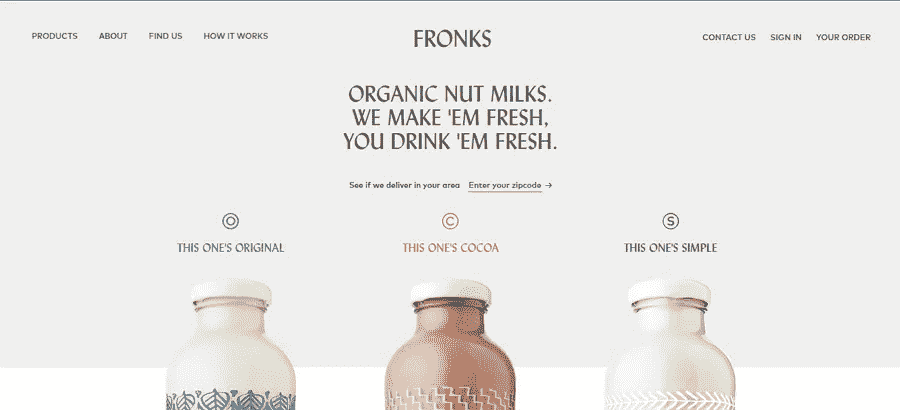 PRODUCTS ABOUT FIND US HOW IT WORKS
FRONKS
CONTACT US SIGN IN YOUR ORDER
ORGANIC NUT MILKS.
WE MAKE 'EM FRESH,
YOU DRINK 'EM FRESH.
See if we deliver in your area Enter your zipcode →
O
THIS ONE'S ORIGINAL
C
THIS ONE'S COCOA
S
THIS ONE'S SIMPLE